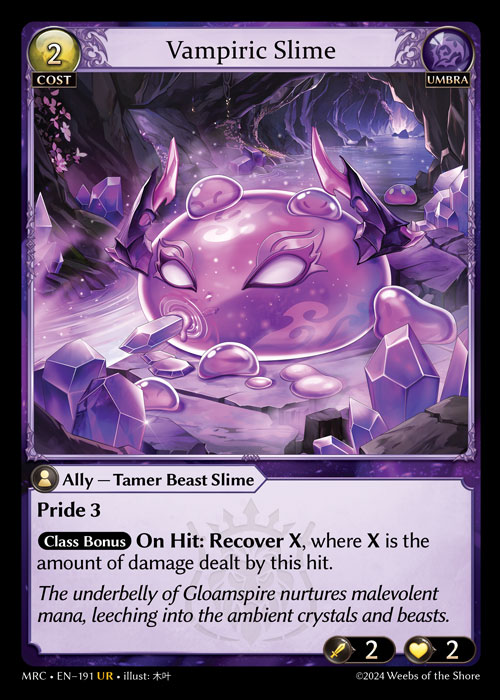 2
Vampiric Slime
COST
UMBRA
Ally — Tamer Beast Slime
Pride 3
Class Bonus On Hit: Recover X, where X is the
amount of damage dealt by this hit.
The underbelly of Gloamspire nurtures malevolent
mana, leeching into the ambient crystals and beasts.
2
2
MRC • EN–191 UR • illust: 木叶
©2024 Weebs of the Shore